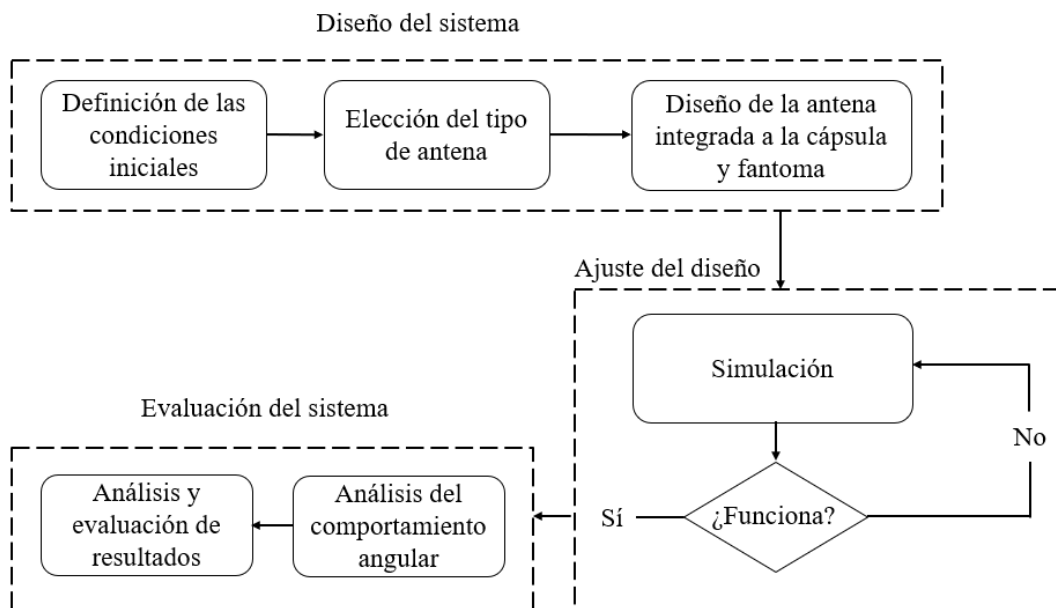 Diseño del sistema
Definición de las
condiciones
iniciales
Elección del tipo
de antena
Diseño de la antena
integrada a la cápsula
y fantoma
Ajuste del diseño
Simulación
No
¿Funciona?
Sí
Evaluación del sistema
Análisis y
evaluación de
resultados
Análisis del
comportamiento
angular